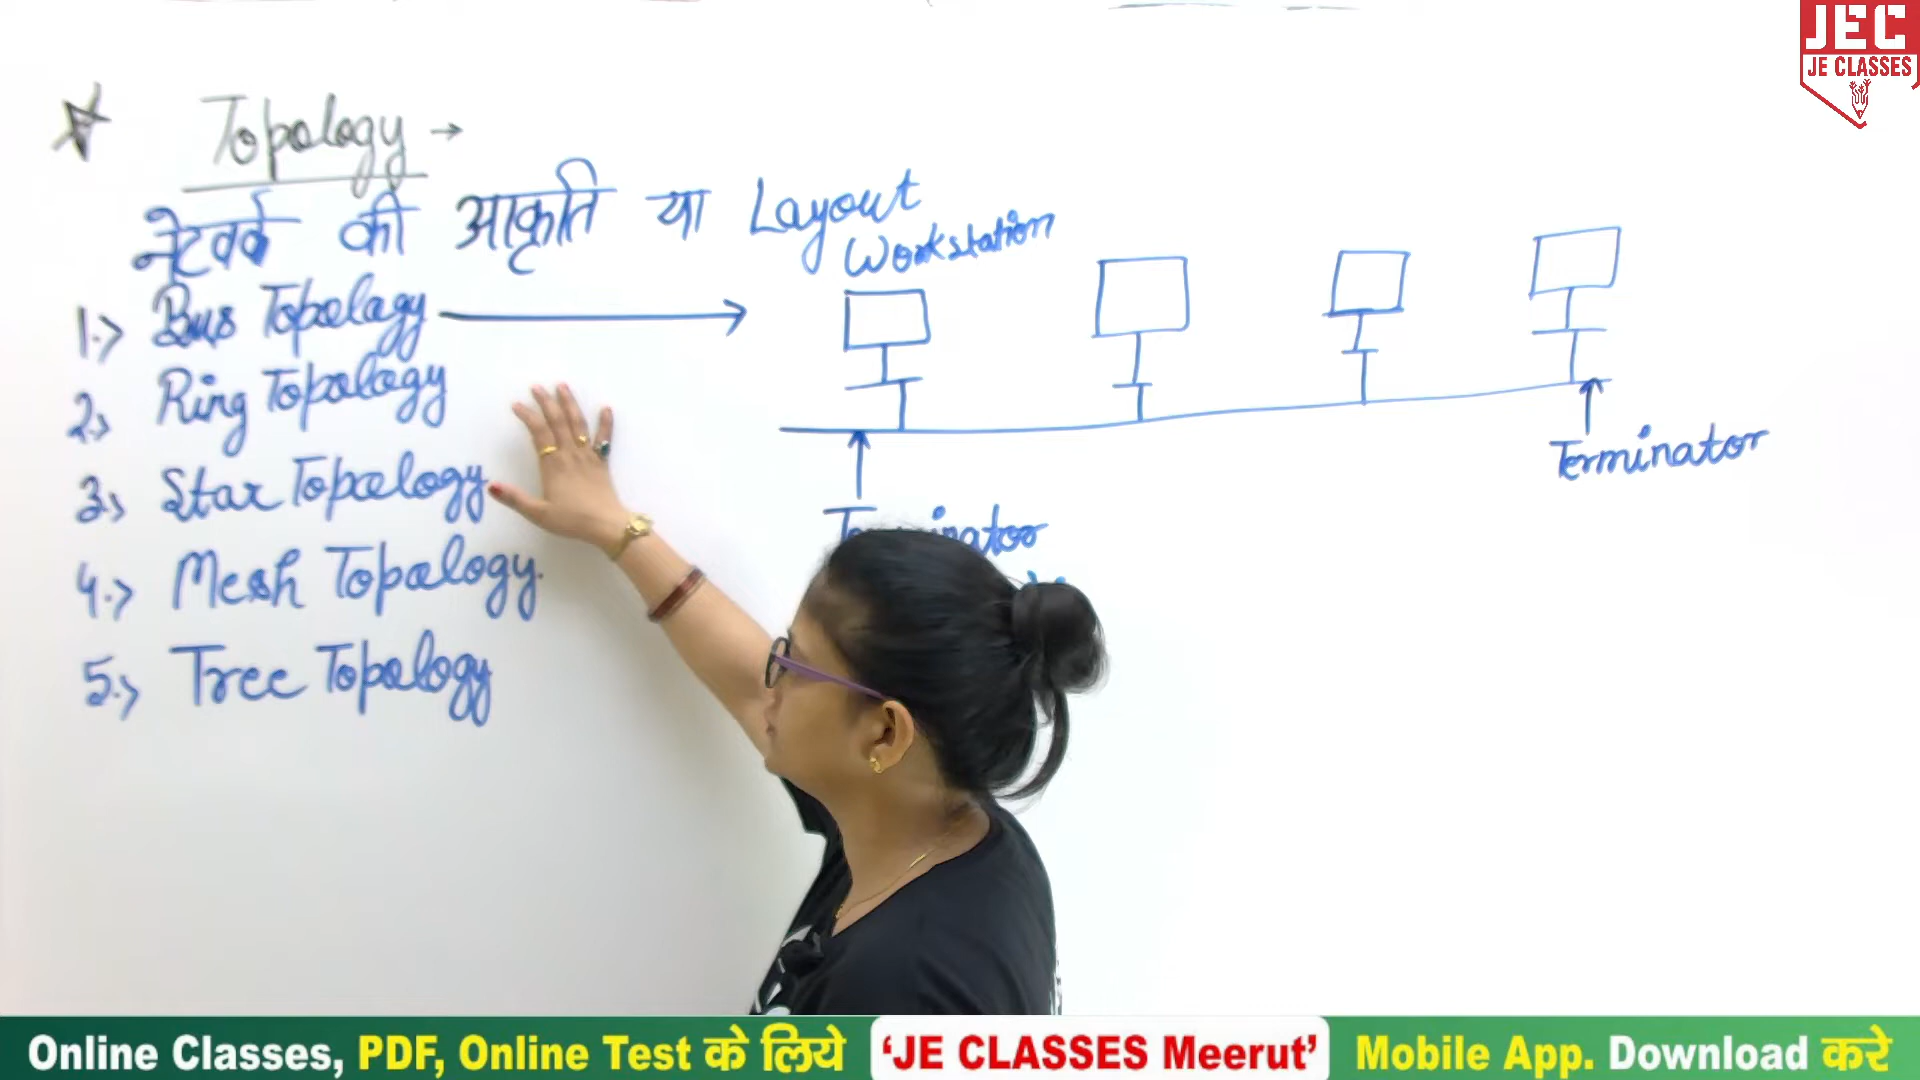 JEC
JE CLASSES
Topology →
नेटवर्क की आकृति या Layout
Workstation
1.> Bus Topology
2.> Ring Topology
3.> Star Topology
4.> Mesh Topology.
5.> Tree Topology
Terminator
Terminator
Online Classes, PDF, Online Test के लिये 'JE CLASSES Meerut' Mobile App. Download करे